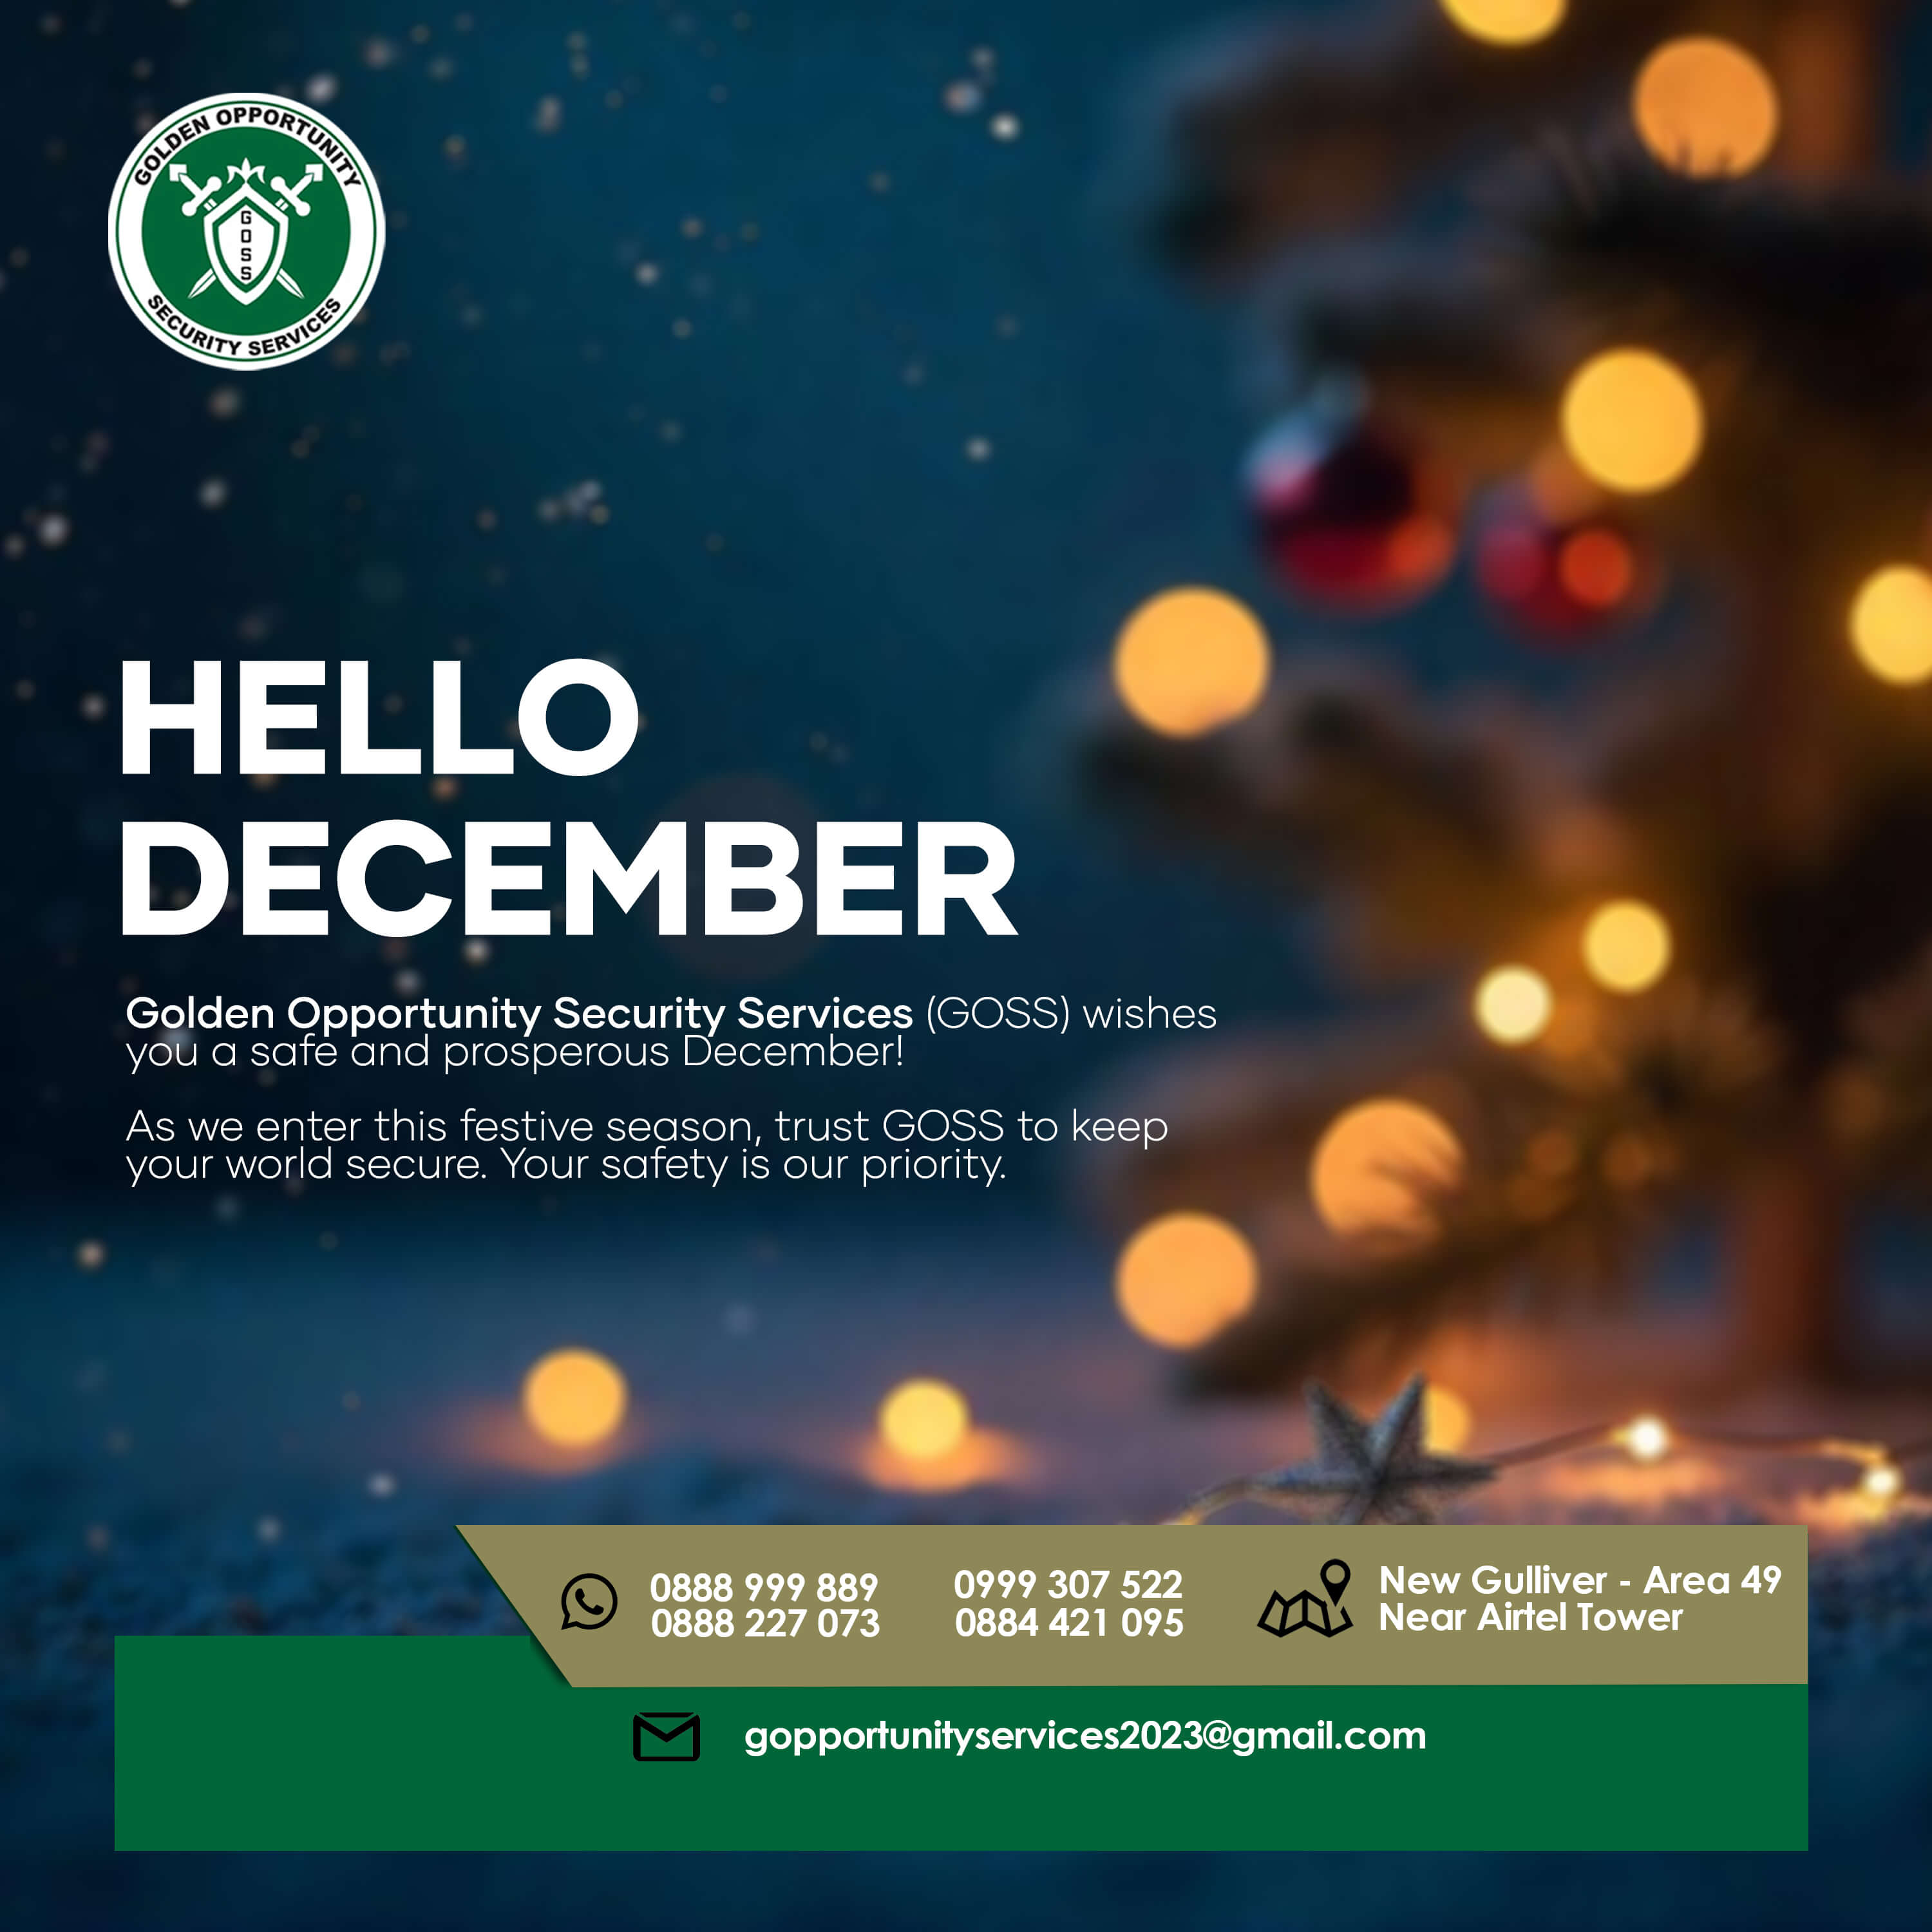 GOLDEN OPPORTUNITY
GOSS
SECURITY SERVICES
HELLO
DECEMBER
Golden Opportunity Security Services (GOSS) wishes
you a safe and prosperous December!
As we enter this festive season, trust GOSS to keep
your world secure. Your safety is our priority.
0888 999 889
0888 227 073
0999 307 522
0884 421 095
New Gulliver - Area 49
Near Airtel Tower
gopportunityservices2023@gmail.com